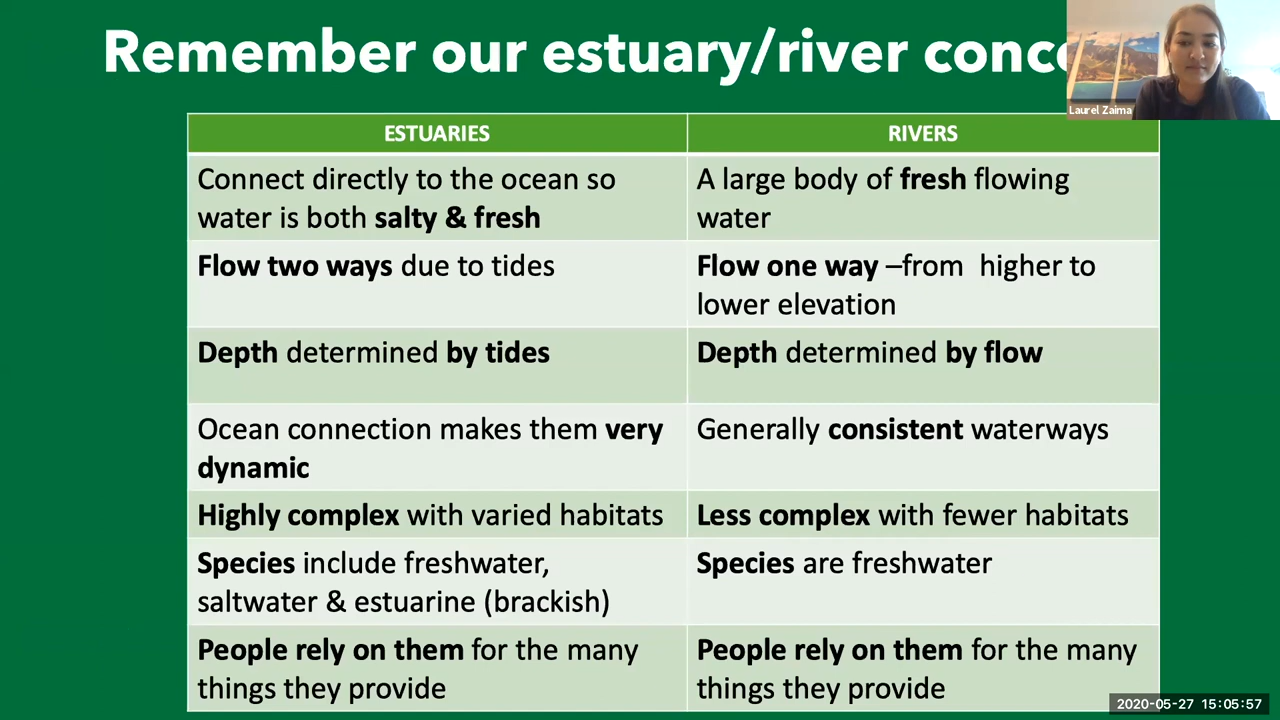 Remember our estuary/river conc
Laurel Zaima
ESTUARIES
RIVERS
Connect directly to the ocean so
water is both salty & fresh
A large body of fresh flowing
water
Flow two ways due to tides
Flow one way –from higher to
lower elevation
Depth determined by tides
Depth determined by flow
Ocean connection makes them very
dynamic
Generally consistent waterways
Highly complex with varied habitats
Less complex with fewer habitats
Species include freshwater,
saltwater & estuarine (brackish)
Species are freshwater
People rely on them for the many
things they provide
People rely on them for the many
things they provide
2020-05-27 15:05:57